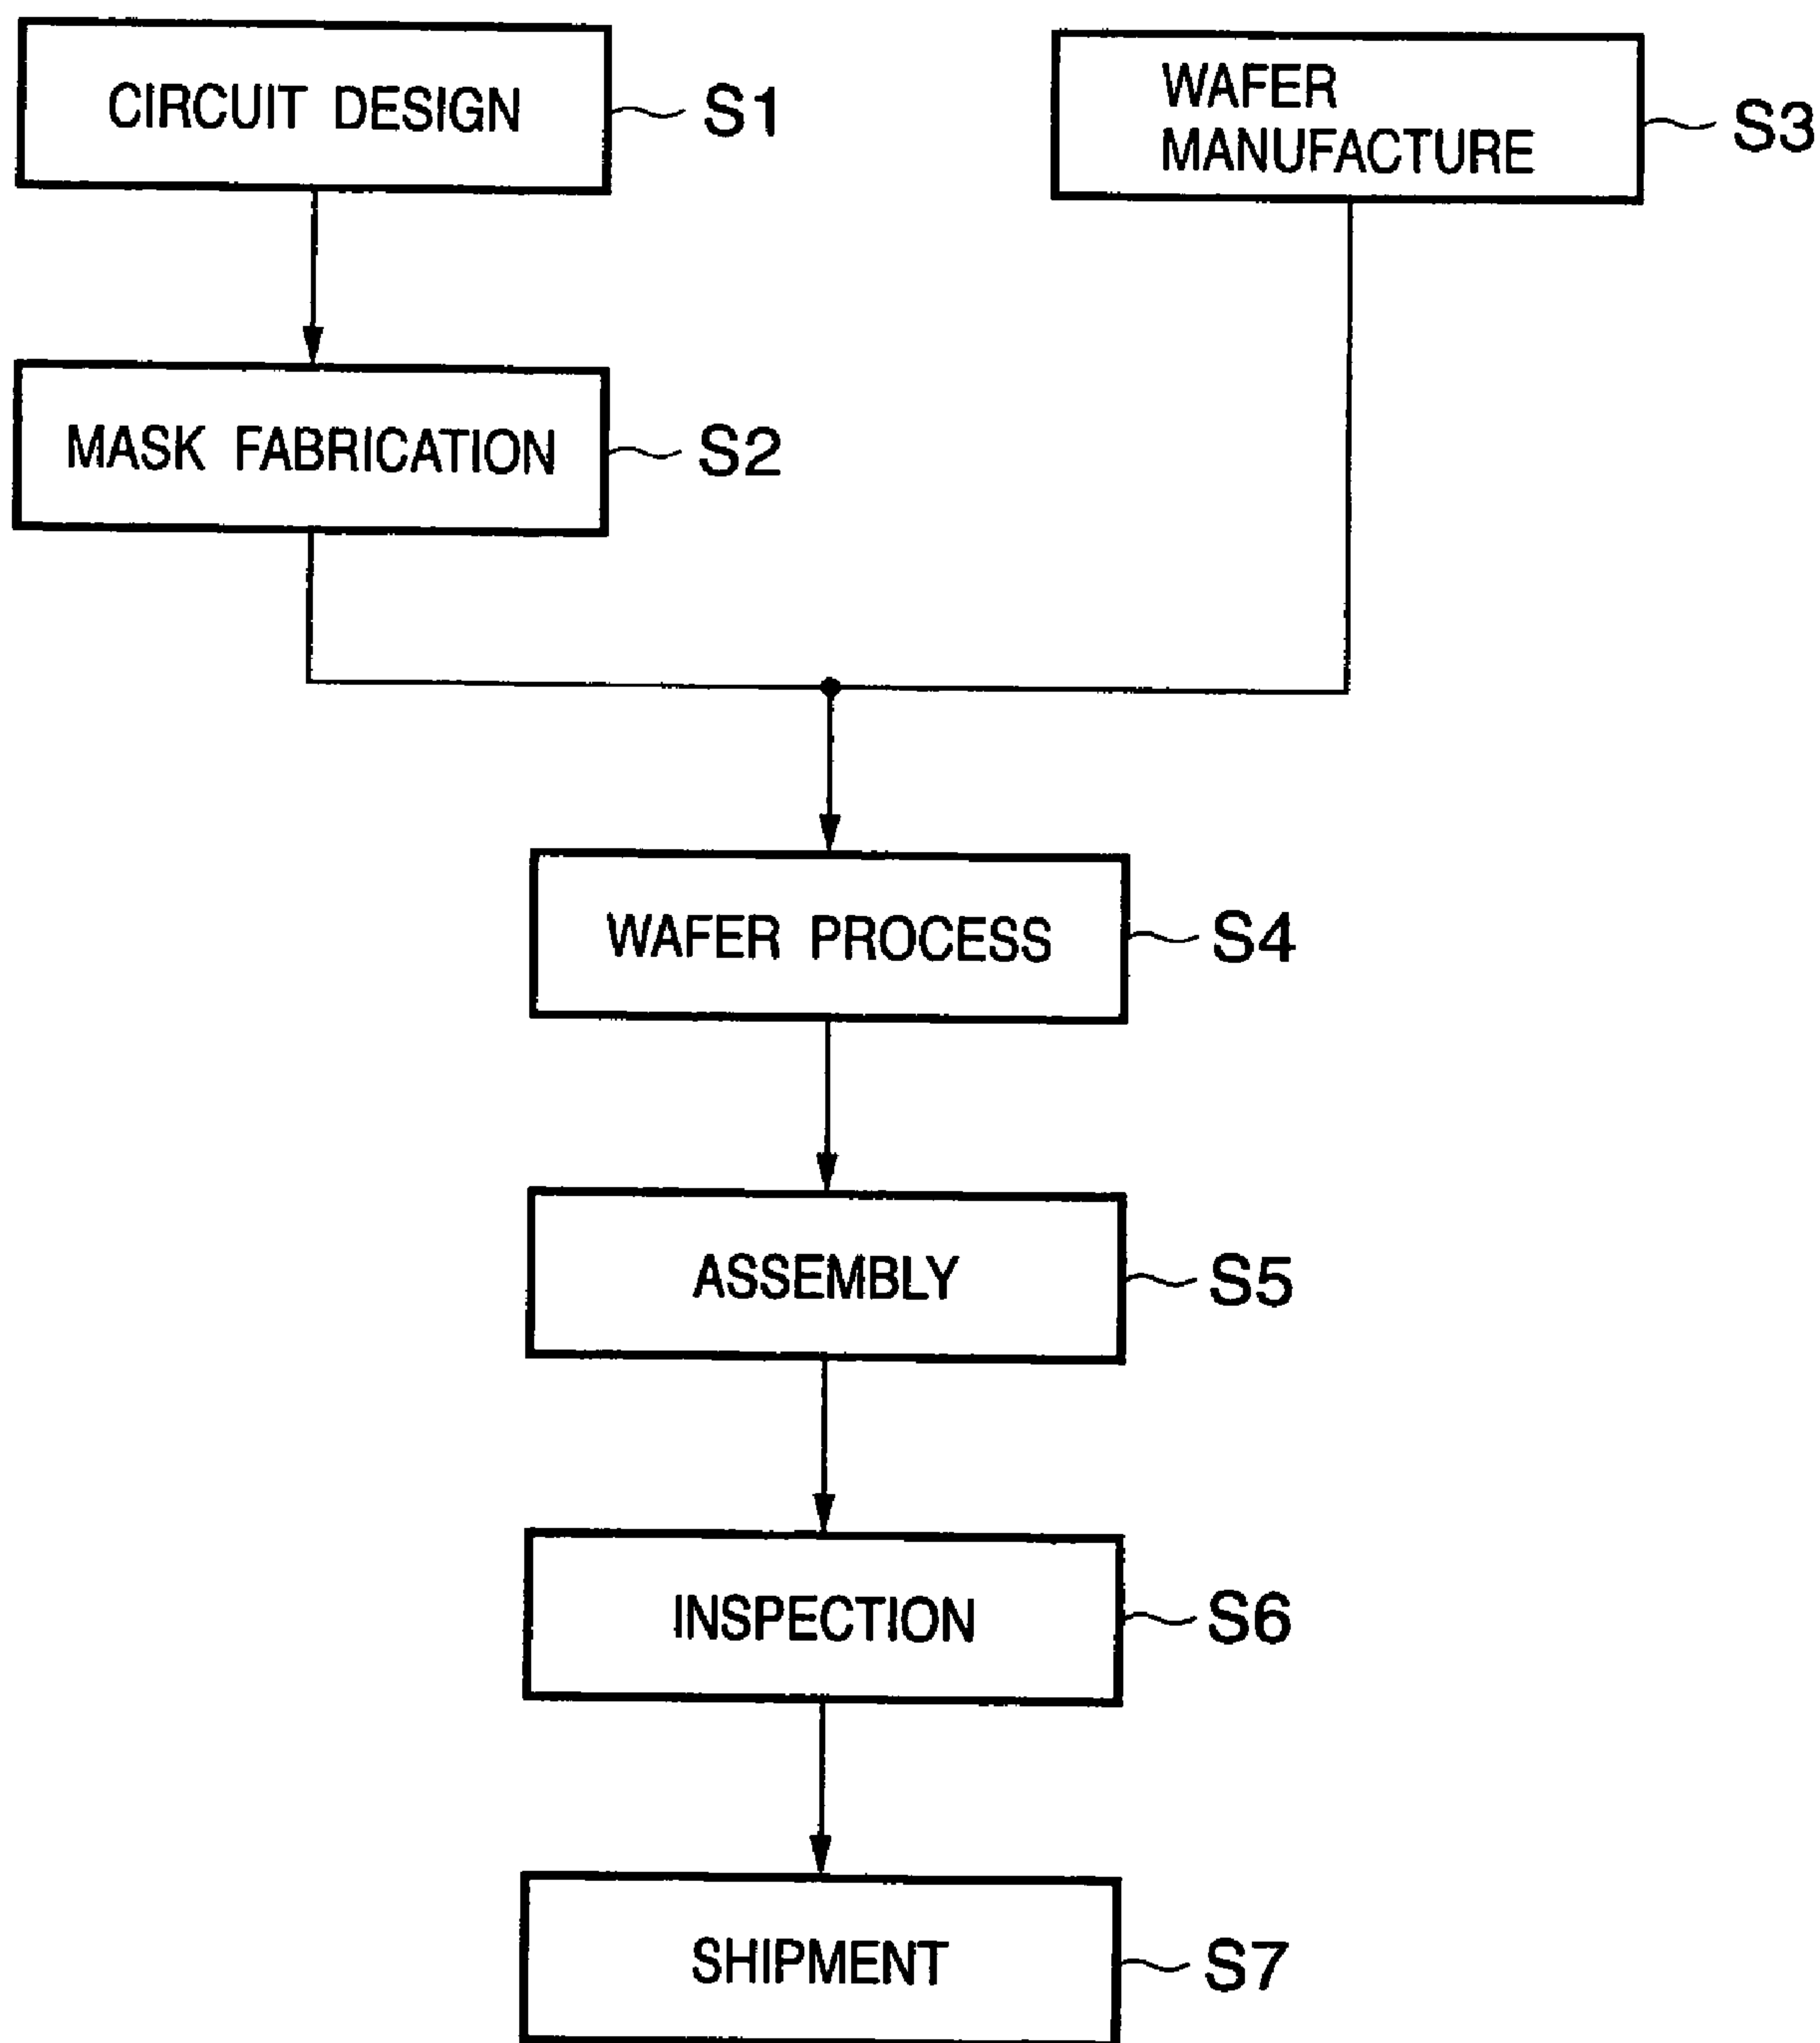 CIRCUIT DESIGN
S1
WAFER
MANUFACTURE
S3
MASK FABRICATION
S2
WAFER PROCESS
S4
ASSEMBLY
S5
INSPECTION
S6
SHIPMENT
S7